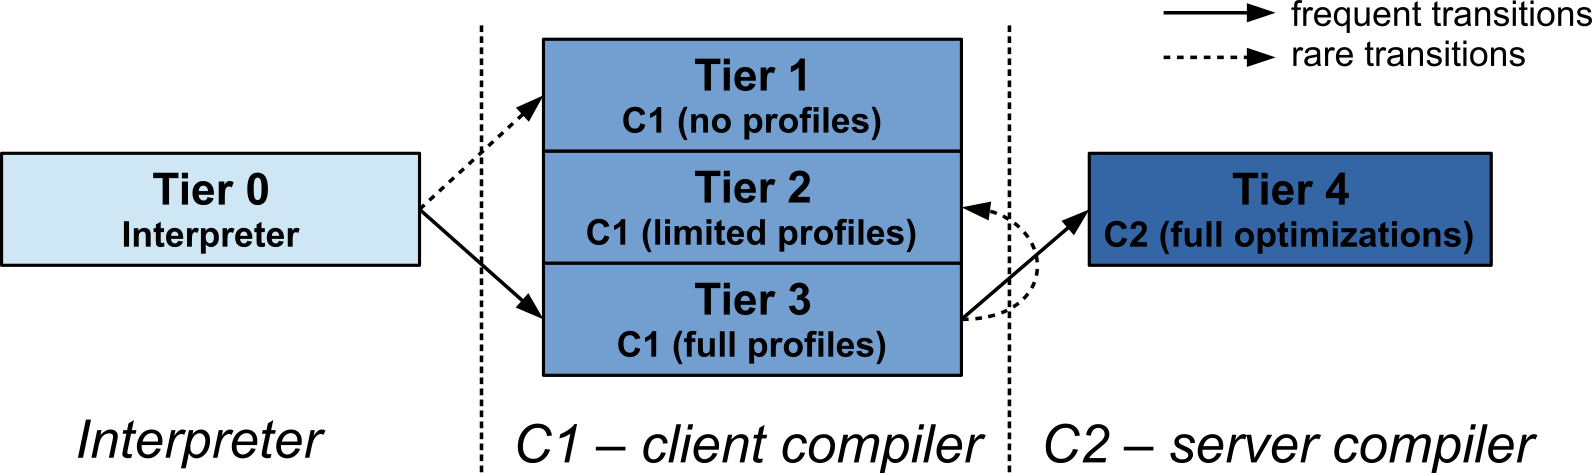 frequent transitions
rare transitions
Tier 0
Interpreter
Tier 1
C1 (no profiles)
Tier 2
C1 (limited profiles)
Tier 3
C1 (full profiles)
Tier 4
C2 (full optimizations)
Interpreter
C1 – client compiler
C2 – server compiler